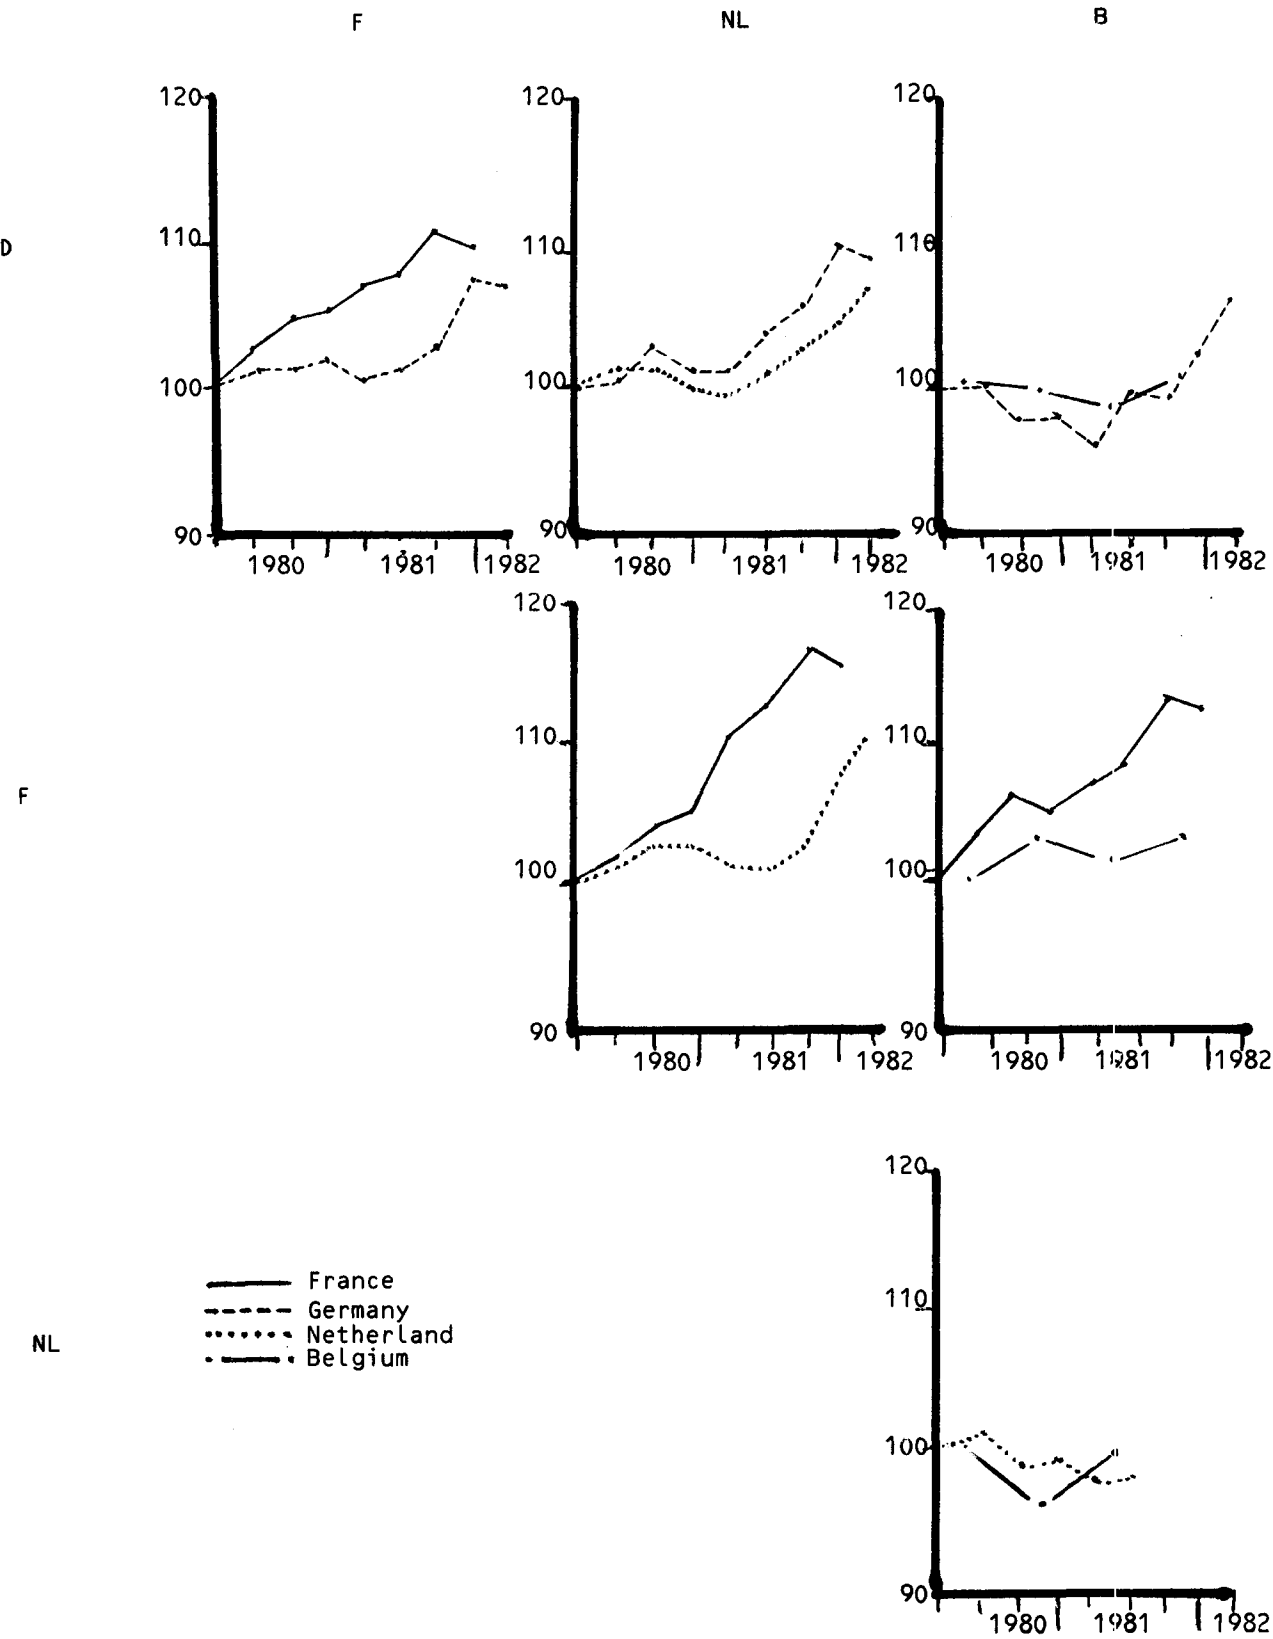 F NL B
120 120 120
D 110 110 110
100 100 100
90 90 90
1980 1981 1982 1980 1981 1982 1980 1981 1982
120 120
110 110
F
100 100
90 90
1980 1981 1982 1980 1981 1982
120
France
110
Germany
Netherland
NL
Belgium
100
90
1980 1981 1982